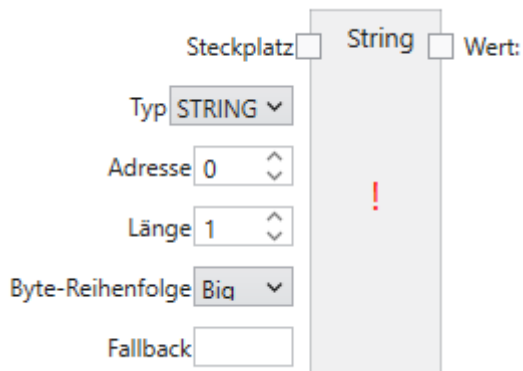 Steckplatz String Wert:
Typ STRING
Adresse 0
Länge 1
Byte-Reihenfolge Big
Fallback
!